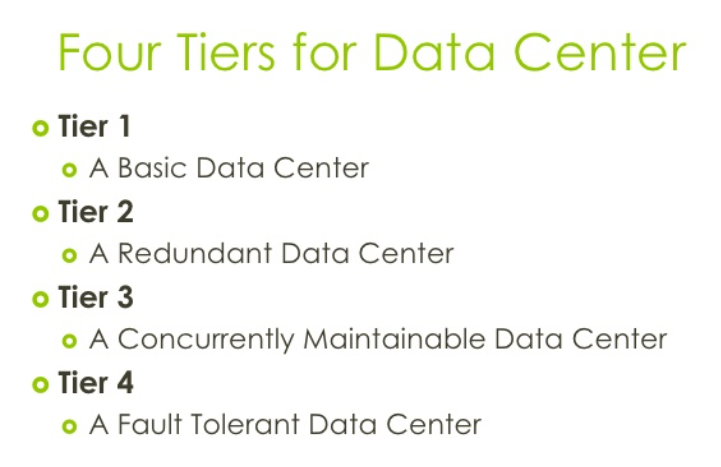 Four Tiers for Data Center
Tier 1
A Basic Data Center
Tier 2
A Redundant Data Center
Tier 3
A Concurrently Maintainable Data Center
Tier 4
A Fault Tolerant Data Center